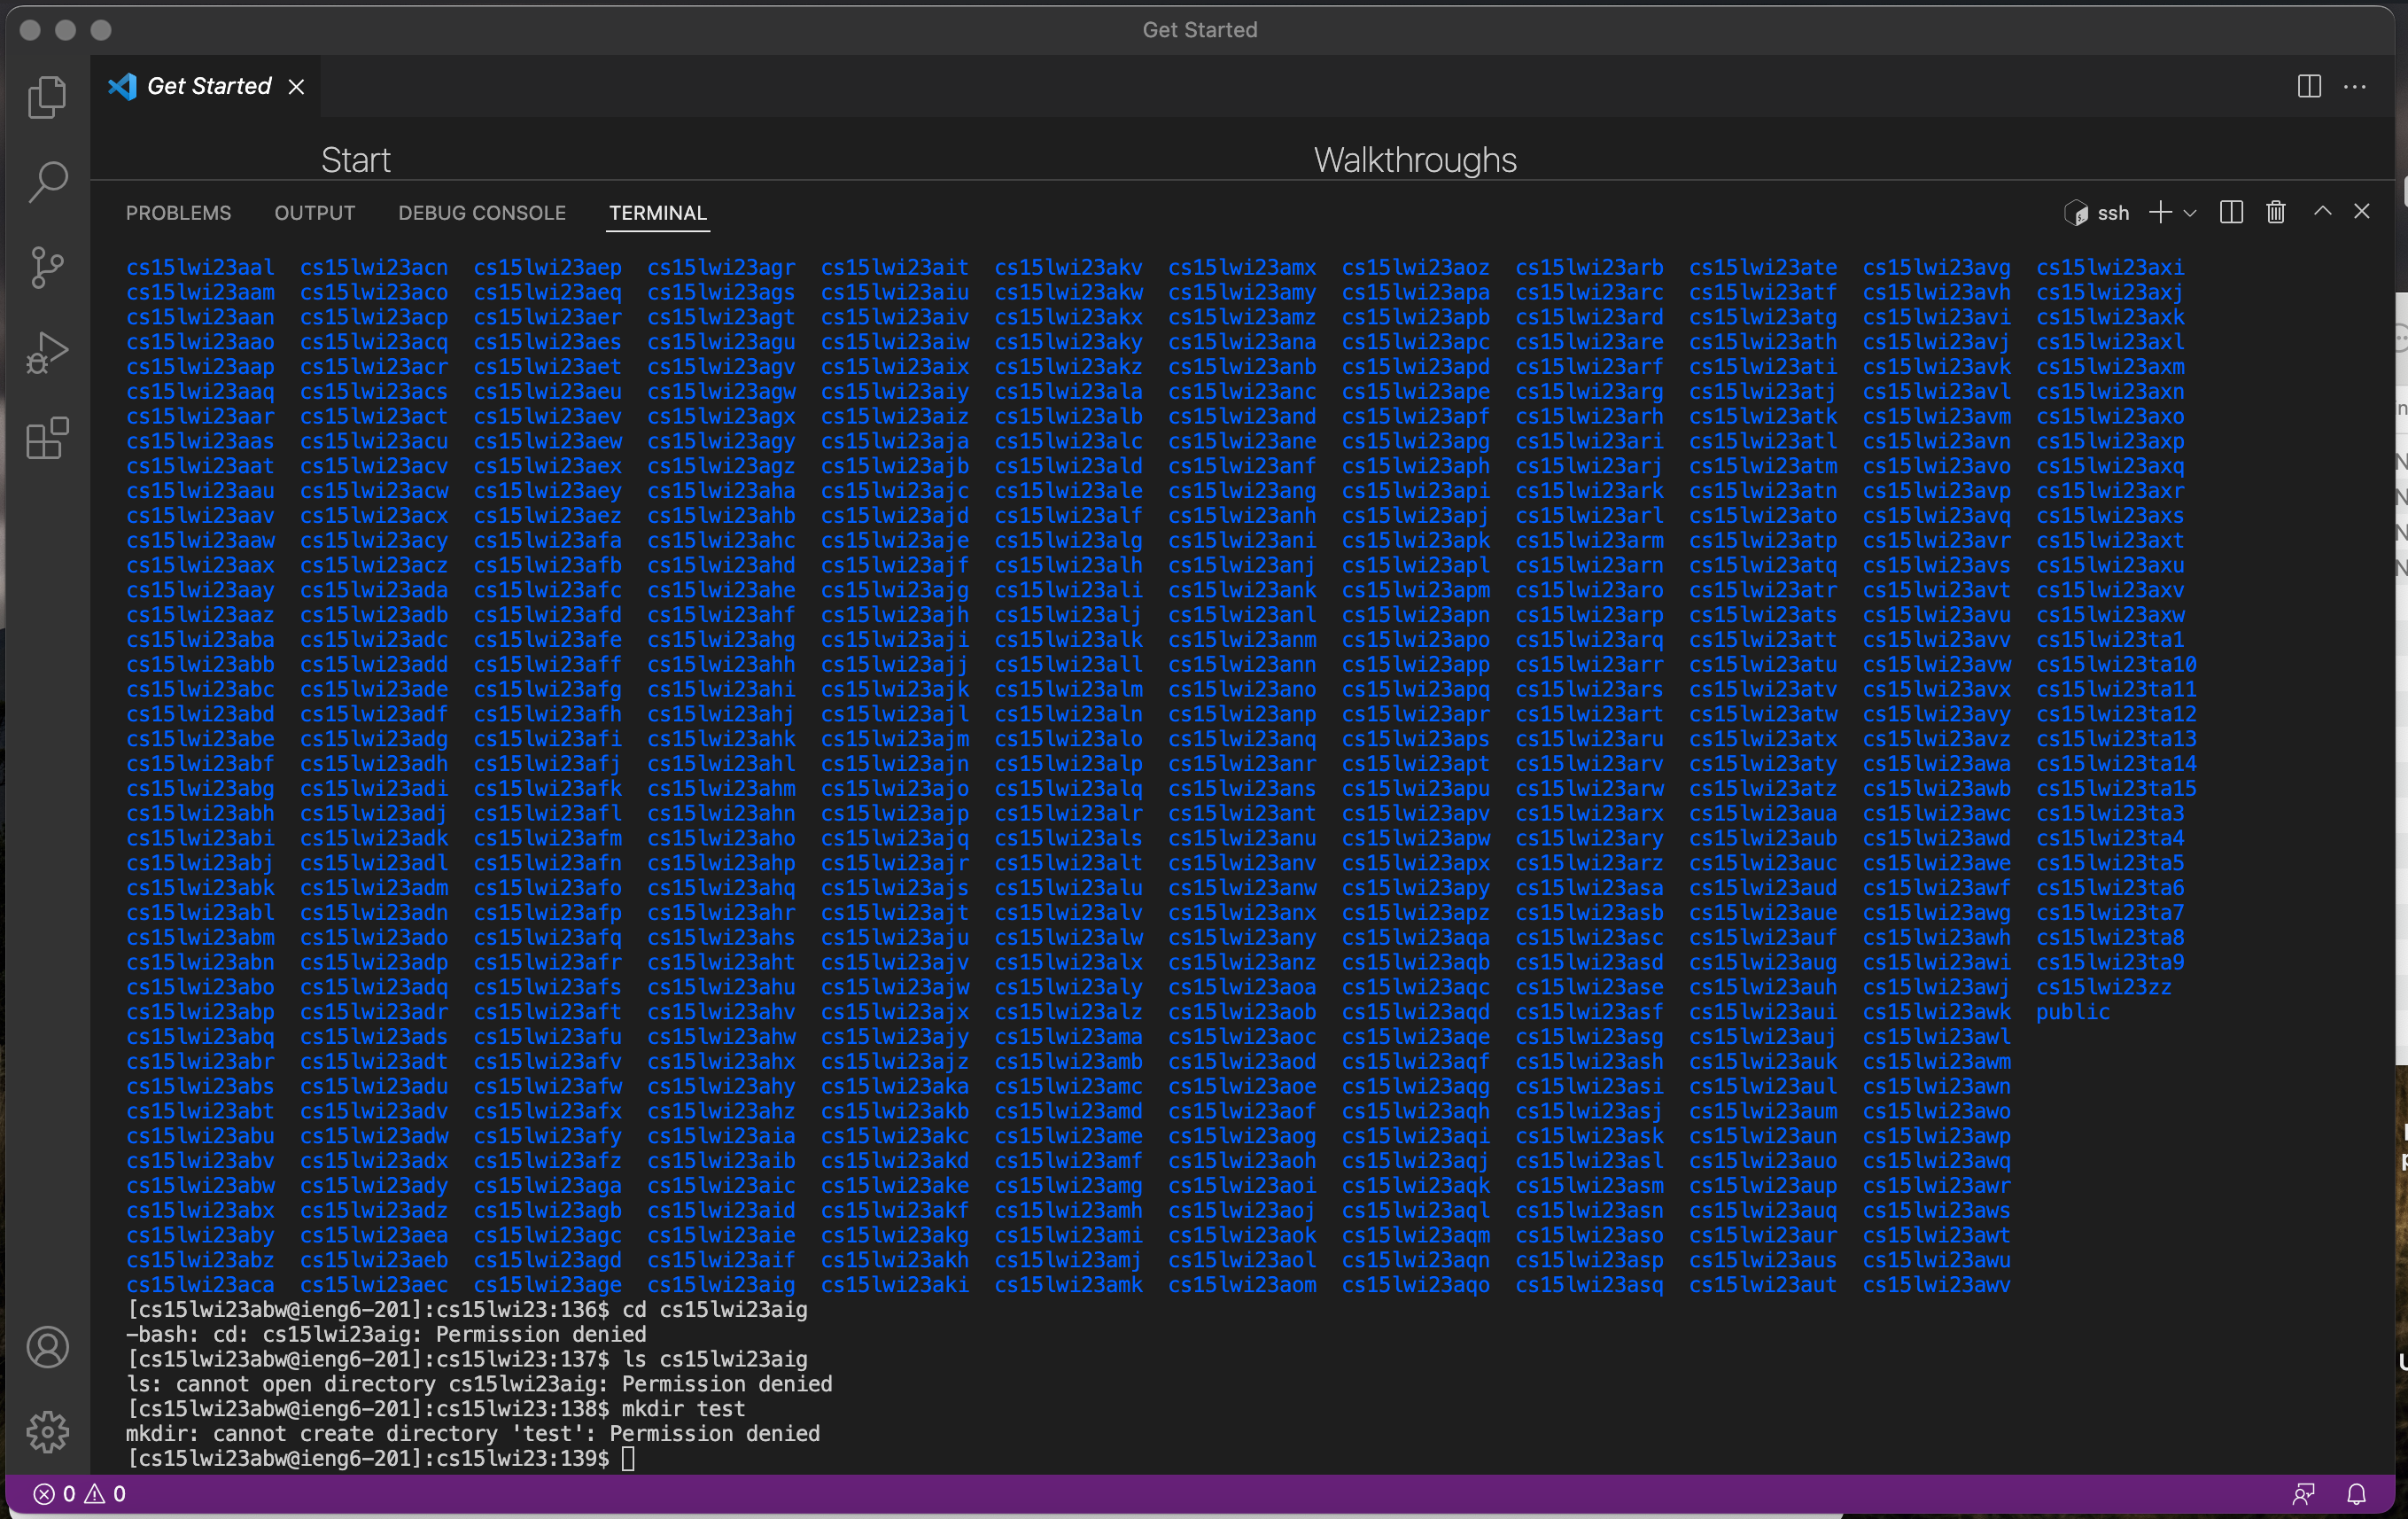 Get Started
Get Started
Start Walkthroughs
PROBLEMS OUTPUT DEBUG CONSOLE TERMINAL ssh
cs15lwi23aal cs15lwi23acn cs15lwi23aep cs15lwi23agr cs15lwi23ait cs15lwi23akv cs15lwi23amx cs15lwi23aoz cs15lwi23arb cs15lwi23ate cs15lwi23avg cs15lwi23axi
cs15lwi23aam cs15lwi23aco cs15lwi23aeq cs15lwi23ags cs15lwi23aiu cs15lwi23akw cs15lwi23amy cs15lwi23apa cs15lwi23arc cs15lwi23atf cs15lwi23avh cs15lwi23axj
cs15lwi23aan cs15lwi23acp cs15lwi23aer cs15lwi23agt cs15lwi23aiv cs15lwi23akx cs15lwi23amz cs15lwi23apb cs15lwi23ard cs15lwi23atg cs15lwi23avi cs15lwi23axk
cs15lwi23aao cs15lwi23acq cs15lwi23aes cs15lwi23agu cs15lwi23aiw cs15lwi23aky cs15lwi23ana cs15lwi23apc cs15lwi23are cs15lwi23ath cs15lwi23avj cs15lwi23axl
cs15lwi23aap cs15lwi23acr cs15lwi23aet cs15lwi23agv cs15lwi23aix cs15lwi23akz cs15lwi23anb cs15lwi23apd cs15lwi23arf cs15lwi23ati cs15lwi23avk cs15lwi23axm
cs15lwi23aaq cs15lwi23acs cs15lwi23aeu cs15lwi23agw cs15lwi23aiy cs15lwi23ala cs15lwi23anc cs15lwi23ape cs15lwi23arg cs15lwi23atj cs15lwi23avl cs15lwi23axn
cs15lwi23aar cs15lwi23act cs15lwi23aev cs15lwi23agx cs15lwi23aiz cs15lwi23alb cs15lwi23and cs15lwi23apf cs15lwi23arh cs15lwi23atk cs15lwi23avm cs15lwi23axo
cs15lwi23aas cs15lwi23acu cs15lwi23aew cs15lwi23agy cs15lwi23aja cs15lwi23alc cs15lwi23ane cs15lwi23apg cs15lwi23ari cs15lwi23atl cs15lwi23avn cs15lwi23axp
cs15lwi23aat cs15lwi23acv cs15lwi23aex cs15lwi23agz cs15lwi23ajb cs15lwi23ald cs15lwi23anf cs15lwi23aph cs15lwi23arj cs15lwi23atm cs15lwi23avo cs15lwi23axq
cs15lwi23aau cs15lwi23acw cs15lwi23aey cs15lwi23aha cs15lwi23ajc cs15lwi23ale cs15lwi23ang cs15lwi23api cs15lwi23ark cs15lwi23atn cs15lwi23avp cs15lwi23axr
cs15lwi23aav cs15lwi23acx cs15lwi23aez cs15lwi23ahb cs15lwi23ajd cs15lwi23alf cs15lwi23anh cs15lwi23apj cs15lwi23arl cs15lwi23ato cs15lwi23avq cs15lwi23axs
cs15lwi23aaw cs15lwi23acy cs15lwi23afa cs15lwi23ahc cs15lwi23aje cs15lwi23alg cs15lwi23ani cs15lwi23apk cs15lwi23arm cs15lwi23atp cs15lwi23avr cs15lwi23axt
cs15lwi23aax cs15lwi23acz cs15lwi23afb cs15lwi23ahd cs15lwi23ajf cs15lwi23alh cs15lwi23anj cs15lwi23apl cs15lwi23arn cs15lwi23atq cs15lwi23avs cs15lwi23axu
cs15lwi23aay cs15lwi23ada cs15lwi23afc cs15lwi23ahe cs15lwi23ajg cs15lwi23ali cs15lwi23ank cs15lwi23apm cs15lwi23aro cs15lwi23atr cs15lwi23avt cs15lwi23axv
cs15lwi23aaz cs15lwi23adb cs15lwi23afd cs15lwi23ahf cs15lwi23ajh cs15lwi23alj cs15lwi23anl cs15lwi23apn cs15lwi23arp cs15lwi23ats cs15lwi23avu cs15lwi23axw
cs15lwi23aba cs15lwi23adc cs15lwi23afe cs15lwi23ahg cs15lwi23aji cs15lwi23alk cs15lwi23anm cs15lwi23apo cs15lwi23arq cs15lwi23att cs15lwi23avv cs15lwi23ta1
cs15lwi23abb cs15lwi23add cs15lwi23aff cs15lwi23ahh cs15lwi23ajj cs15lwi23all cs15lwi23ann cs15lwi23app cs15lwi23arr cs15lwi23atu cs15lwi23avw cs15lwi23ta10
cs15lwi23abc cs15lwi23ade cs15lwi23afg cs15lwi23ahi cs15lwi23ajk cs15lwi23alm cs15lwi23ano cs15lwi23apq cs15lwi23ars cs15lwi23atv cs15lwi23avx cs15lwi23ta11
cs15lwi23abd cs15lwi23adf cs15lwi23afh cs15lwi23ahj cs15lwi23ajl cs15lwi23aln cs15lwi23anp cs15lwi23apr cs15lwi23art cs15lwi23atw cs15lwi23avy cs15lwi23ta12
cs15lwi23abe cs15lwi23adg cs15lwi23afi cs15lwi23ahk cs15lwi23ajm cs15lwi23alo cs15lwi23anq cs15lwi23aps cs15lwi23aru cs15lwi23atx cs15lwi23avz cs15lwi23ta13
cs15lwi23abf cs15lwi23adh cs15lwi23afj cs15lwi23ahl cs15lwi23ajn cs15lwi23alp cs15lwi23anr cs15lwi23apt cs15lwi23arv cs15lwi23aty cs15lwi23awa cs15lwi23ta14
cs15lwi23abg cs15lwi23adi cs15lwi23afk cs15lwi23ahm cs15lwi23ajo cs15lwi23alq cs15lwi23ans cs15lwi23apu cs15lwi23arw cs15lwi23atz cs15lwi23awb cs15lwi23ta15
cs15lwi23abh cs15lwi23adj cs15lwi23afl cs15lwi23ahn cs15lwi23ajp cs15lwi23alr cs15lwi23ant cs15lwi23apv cs15lwi23arx cs15lwi23aua cs15lwi23awc cs15lwi23ta3
cs15lwi23abi cs15lwi23adk cs15lwi23afm cs15lwi23aho cs15lwi23ajq cs15lwi23als cs15lwi23anu cs15lwi23apw cs15lwi23ary cs15lwi23aub cs15lwi23awd cs15lwi23ta4
cs15lwi23abj cs15lwi23adl cs15lwi23afn cs15lwi23ahp cs15lwi23ajr cs15lwi23alt cs15lwi23anv cs15lwi23apx cs15lwi23arz cs15lwi23auc cs15lwi23awe cs15lwi23ta5
cs15lwi23abk cs15lwi23adm cs15lwi23afo cs15lwi23ahq cs15lwi23ajs cs15lwi23alu cs15lwi23anw cs15lwi23apy cs15lwi23asa cs15lwi23aud cs15lwi23awf cs15lwi23ta6
cs15lwi23abl cs15lwi23adn cs15lwi23afp cs15lwi23ahr cs15lwi23ajt cs15lwi23alv cs15lwi23anx cs15lwi23apz cs15lwi23asb cs15lwi23aue cs15lwi23awg cs15lwi23ta7
cs15lwi23abm cs15lwi23ado cs15lwi23afq cs15lwi23ahs cs15lwi23aju cs15lwi23alw cs15lwi23any cs15lwi23aqa cs15lwi23asc cs15lwi23auf cs15lwi23awh cs15lwi23ta8
cs15lwi23abn cs15lwi23adp cs15lwi23afr cs15lwi23aht cs15lwi23ajv cs15lwi23alx cs15lwi23anz cs15lwi23aqb cs15lwi23asd cs15lwi23aug cs15lwi23awi cs15lwi23ta9
cs15lwi23abo cs15lwi23adq cs15lwi23afs cs15lwi23ahu cs15lwi23ajw cs15lwi23aly cs15lwi23aoa cs15lwi23aqc cs15lwi23ase cs15lwi23auh cs15lwi23awj cs15lwi23zz
cs15lwi23abp cs15lwi23adr cs15lwi23aft cs15lwi23ahv cs15lwi23ajx cs15lwi23alz cs15lwi23aob cs15lwi23aqd cs15lwi23asf cs15lwi23aui cs15lwi23awk public
cs15lwi23abq cs15lwi23ads cs15lwi23afu cs15lwi23ahw cs15lwi23ajy cs15lwi23ama cs15lwi23aoc cs15lwi23aqe cs15lwi23asg cs15lwi23auj cs15lwi23awl
cs15lwi23abr cs15lwi23adt cs15lwi23afv cs15lwi23ahx cs15lwi23ajz cs15lwi23amb cs15lwi23aod cs15lwi23aqf cs15lwi23ash cs15lwi23auk cs15lwi23awm
cs15lwi23abs cs15lwi23adu cs15lwi23afw cs15lwi23ahy cs15lwi23aka cs15lwi23amc cs15lwi23aoe cs15lwi23aqg cs15lwi23asi cs15lwi23aul cs15lwi23awn
cs15lwi23abt cs15lwi23adv cs15lwi23afx cs15lwi23ahz cs15lwi23akb cs15lwi23amd cs15lwi23aof cs15lwi23aqh cs15lwi23asj cs15lwi23aum cs15lwi23awo
cs15lwi23abu cs15lwi23adw cs15lwi23afy cs15lwi23aia cs15lwi23akc cs15lwi23ame cs15lwi23aog cs15lwi23aqi cs15lwi23ask cs15lwi23aun cs15lwi23awp
cs15lwi23abv cs15lwi23adx cs15lwi23afz cs15lwi23aib cs15lwi23akd cs15lwi23amf cs15lwi23aoh cs15lwi23aqj cs15lwi23asl cs15lwi23auo cs15lwi23awq
cs15lwi23abw cs15lwi23ady cs15lwi23aga cs15lwi23aic cs15lwi23ake cs15lwi23amg cs15lwi23aoi cs15lwi23aqk cs15lwi23asm cs15lwi23aup cs15lwi23awr
cs15lwi23abx cs15lwi23adz cs15lwi23agb cs15lwi23aid cs15lwi23akf cs15lwi23amh cs15lwi23aoj cs15lwi23aql cs15lwi23asn cs15lwi23auq cs15lwi23aws
cs15lwi23aby cs15lwi23aea cs15lwi23agc cs15lwi23aie cs15lwi23akg cs15lwi23ami cs15lwi23aok cs15lwi23aqm cs15lwi23aso cs15lwi23aur cs15lwi23awt
cs15lwi23abz cs15lwi23aeb cs15lwi23agd cs15lwi23aif cs15lwi23akh cs15lwi23amj cs15lwi23aol cs15lwi23aqn cs15lwi23asp cs15lwi23aus cs15lwi23awu
cs15lwi23aca cs15lwi23aec cs15lwi23age cs15lwi23aig cs15lwi23aki cs15lwi23amk cs15lwi23aom cs15lwi23aqo cs15lwi23asq cs15lwi23aut cs15lwi23awv
[cs15lwi23abw@ieng6-201]:cs15lwi23:136$ cd cs15lwi23aig
-bash: cd: cs15lwi23aig: Permission denied
[cs15lwi23abw@ieng6-201]:cs15lwi23:137$ ls cs15lwi23aig
ls: cannot open directory cs15lwi23aig: Permission denied
[cs15lwi23abw@ieng6-201]:cs15lwi23:138$ mkdir test
mkdir: cannot create directory 'test': Permission denied
[cs15lwi23abw@ieng6-201]:cs15lwi23:139$
0 0